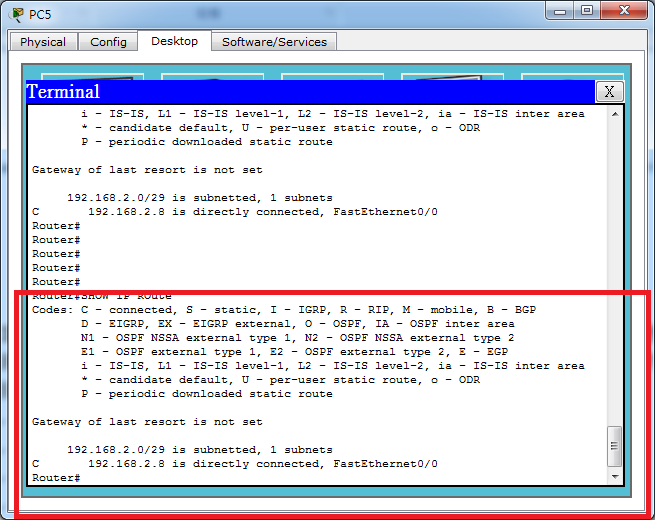 PC5
Physical Config Desktop Software/Services
Terminal X
i - IS-IS, L1 - IS-IS level-1, L2 - IS-IS level-2, ia - IS-IS inter area
* - candidate default, U - per-user static route, o - ODR
P - periodic downloaded static route
Gateway of last resort is not set
192.168.2.0/29 is subnetted, 1 subnets
C 192.168.2.8 is directly connected, FastEthernet0/0
Router#
Router#
Router#
Router#
Router#
Router#SHOW IP ROute
Codes: C - connected, S - static, I - IGRP, R - RIP, M - mobile, B - BGP
D - EIGRP, EX - EIGRP external, O - OSPF, IA - OSPF inter area
N1 - OSPF NSSA external type 1, N2 - OSPF NSSA external type 2
E1 - OSPF external type 1, E2 - OSPF external type 2, E - EGP
i - IS-IS, L1 - IS-IS level-1, L2 - IS-IS level-2, ia - IS-IS inter area
* - candidate default, U - per-user static route, o - ODR
P - periodic downloaded static route
Gateway of last resort is not set
192.168.2.0/29 is subnetted, 1 subnets
C 192.168.2.8 is directly connected, FastEthernet0/0
Router#